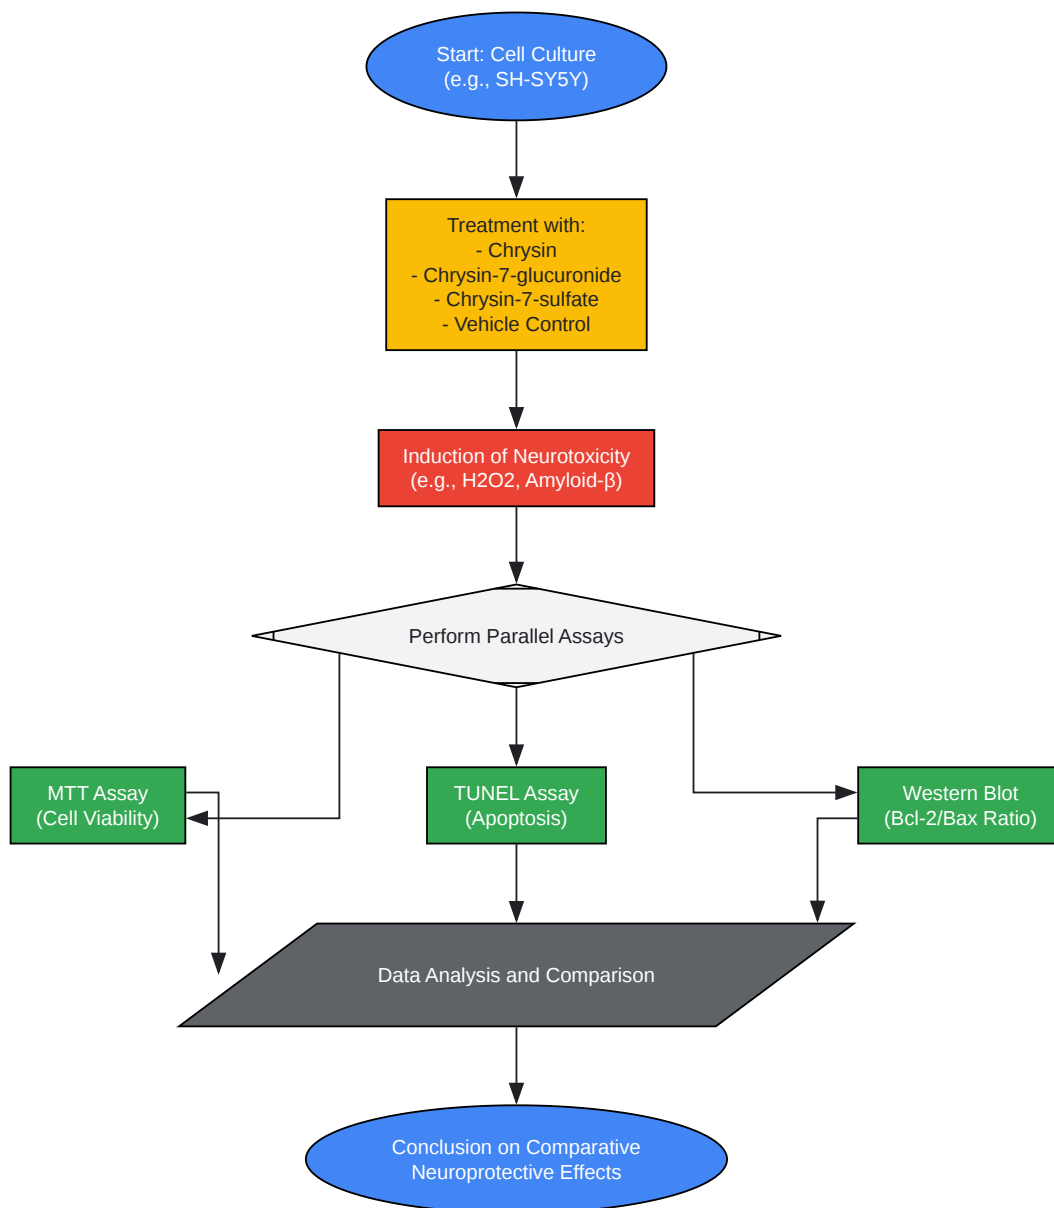 Start: Cell Culture
(e.g., SH-SY5Y)
Treatment with:
- Chrysin
- Chrysin-7-glucuronide
- Chrysin-7-sulfate
- Vehicle Control
Induction of Neurotoxicity
(e.g., H2O2, Amyloid-β)
Perform Parallel Assays
MTT Assay
(Cell Viability)
TUNEL Assay
(Apoptosis)
Western Blot
(Bcl-2/Bax Ratio)
Data Analysis and Comparison
Conclusion on Comparative
Neuroprotective Effects